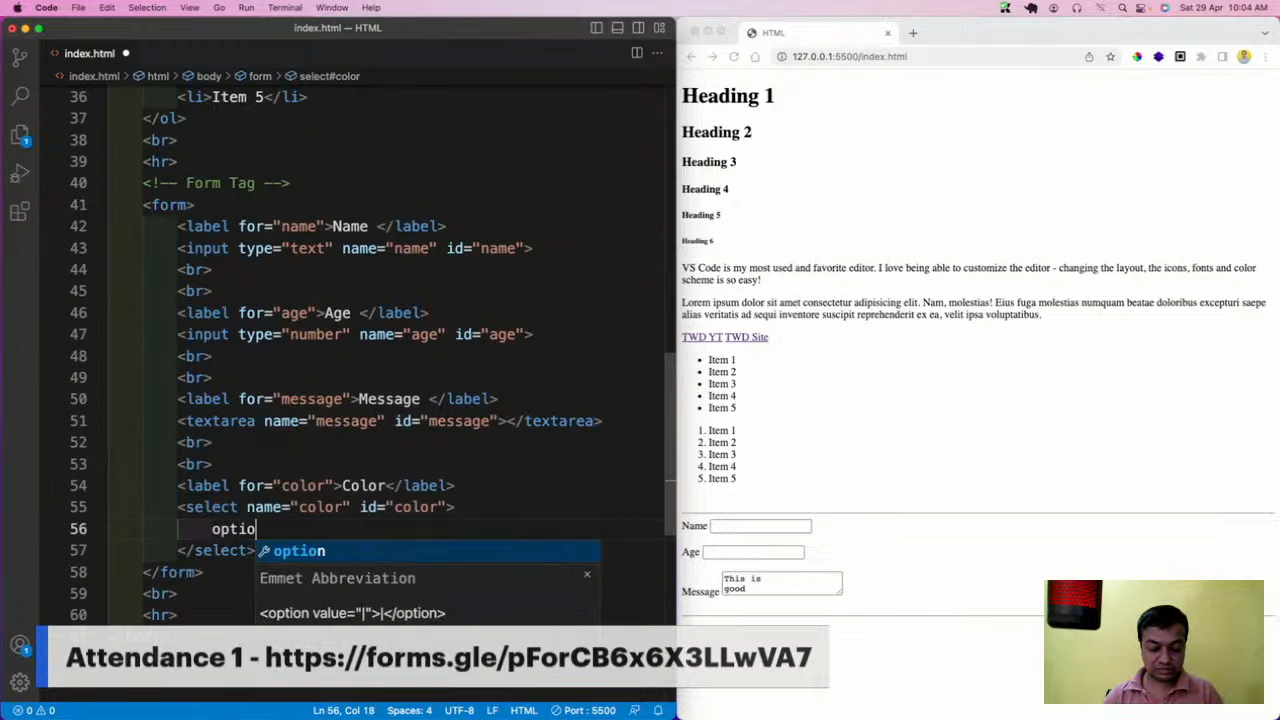 Code File Edit Selection View Go Run Terminal Window Help
Sat 29 Apr 10:04 AM
index.html — HTML
index.html
index.html > html > body > form > select#color
36 <li>Item 5</li>
37 </ol>
38 <br>
39 <hr>
40 <!-- Form Tag -->
41 <form>
42 <label for="name">Name </label>
43 <input type="text" name="name" id="name">
44 <br>
45 <br>
46 <label for="age">Age </label>
47 <input type="number" name="age" id="age">
48 <br>
49 <br>
50 <label for="message">Message </label>
51 <textarea name="message" id="message"></textarea>
52 <br>
53 <br>
54 <label for="color">Color</label>
55 <select name="color" id="color">
56 optio
57 </select>
option
58 </form>
Emmet Abbreviation
59 <br>
60 <hr>
<option value="|">|</option>
1
1
0 0
Ln 56, Col 18 Spaces: 4 UTF-8 LF HTML Port : 5500
HTML
127.0.0.1:5500/index.html
Heading 1
Heading 2
Heading 3
Heading 4
Heading 5
Heading 6
VS Code is my most used and favorite editor. I love being able to customize the editor - changing the layout, the icons, fonts and color
scheme is so easy!
Lorem ipsum dolor sit amet consectetur adipisicing elit. Nam, molestias! Eius fuga molestias numquam beatae doloribus excepturi saepe
alias veritatis ad sequi inventore suscipit reprehenderit ex ea, velit ipsa voluptatibus.
TWD YT TWD Site
• Item 1
• Item 2
• Item 3
• Item 4
• Item 5
1. Item 1
2. Item 2
3. Item 3
4. Item 4
5. Item 5
Name
Age
Message This is
good
Attendance 1 - https://forms.gle/pForCB6x6X3LLwVA7